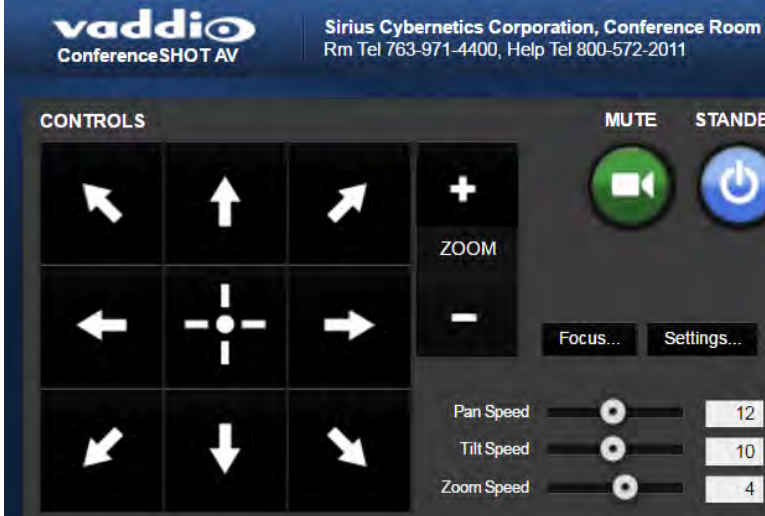 vaddio
ConferenceSHOT AV
Sirius Cybernetics Corporation, Conference Room
Rm Tel 763-971-4400, Help Tel 800-572-2011
CONTROLS
MUTE
+
ZOOM
-
Focus...
Settings...
Pan Speed 12
Tilt Speed 10
Zoom Speed 4